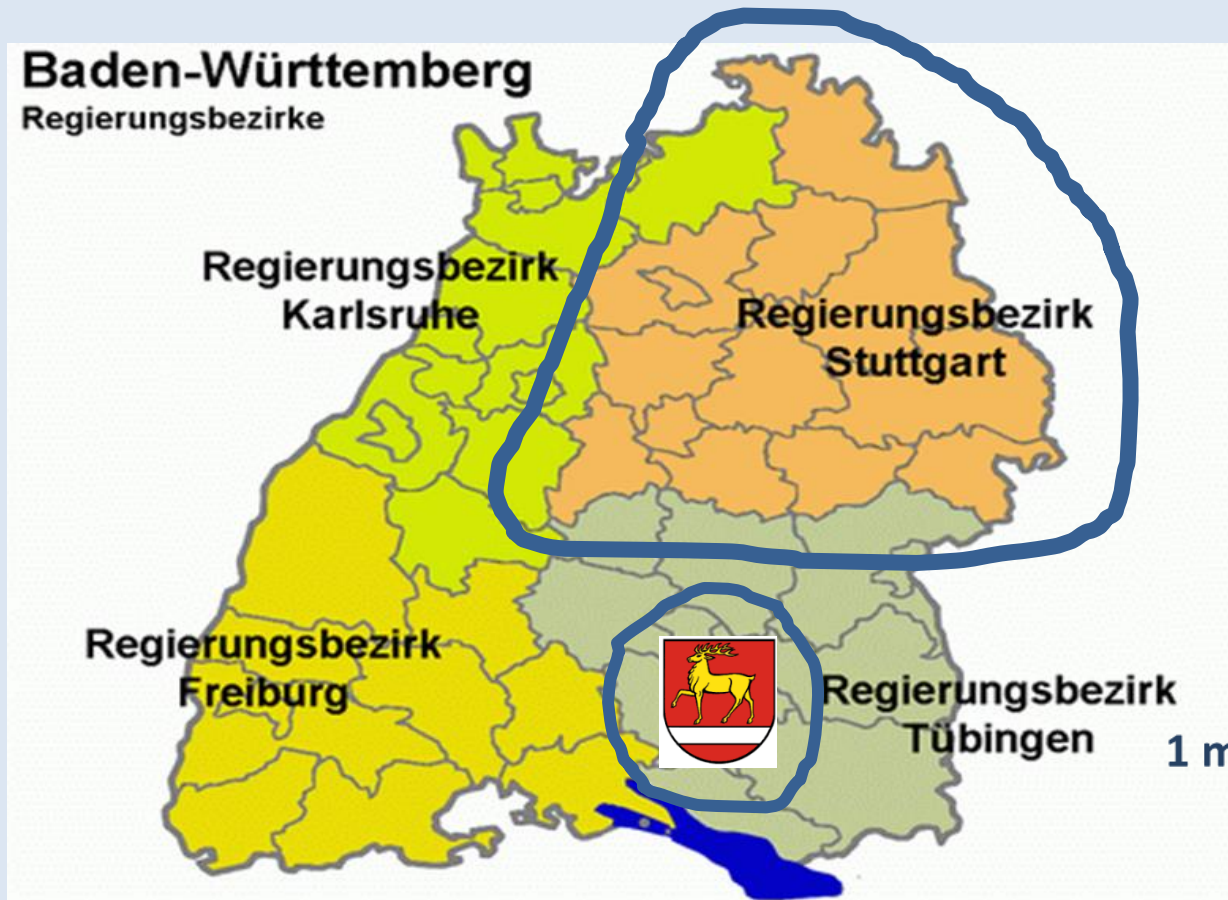 Baden-Württemberg
Regierungsbezirke
Regierungsbezirk
Karlsruhe
Regierungsbezirk
Stuttgart
Regierungsbezirk
Freiburg
Regierungsbezirk
Tübingen
1 m